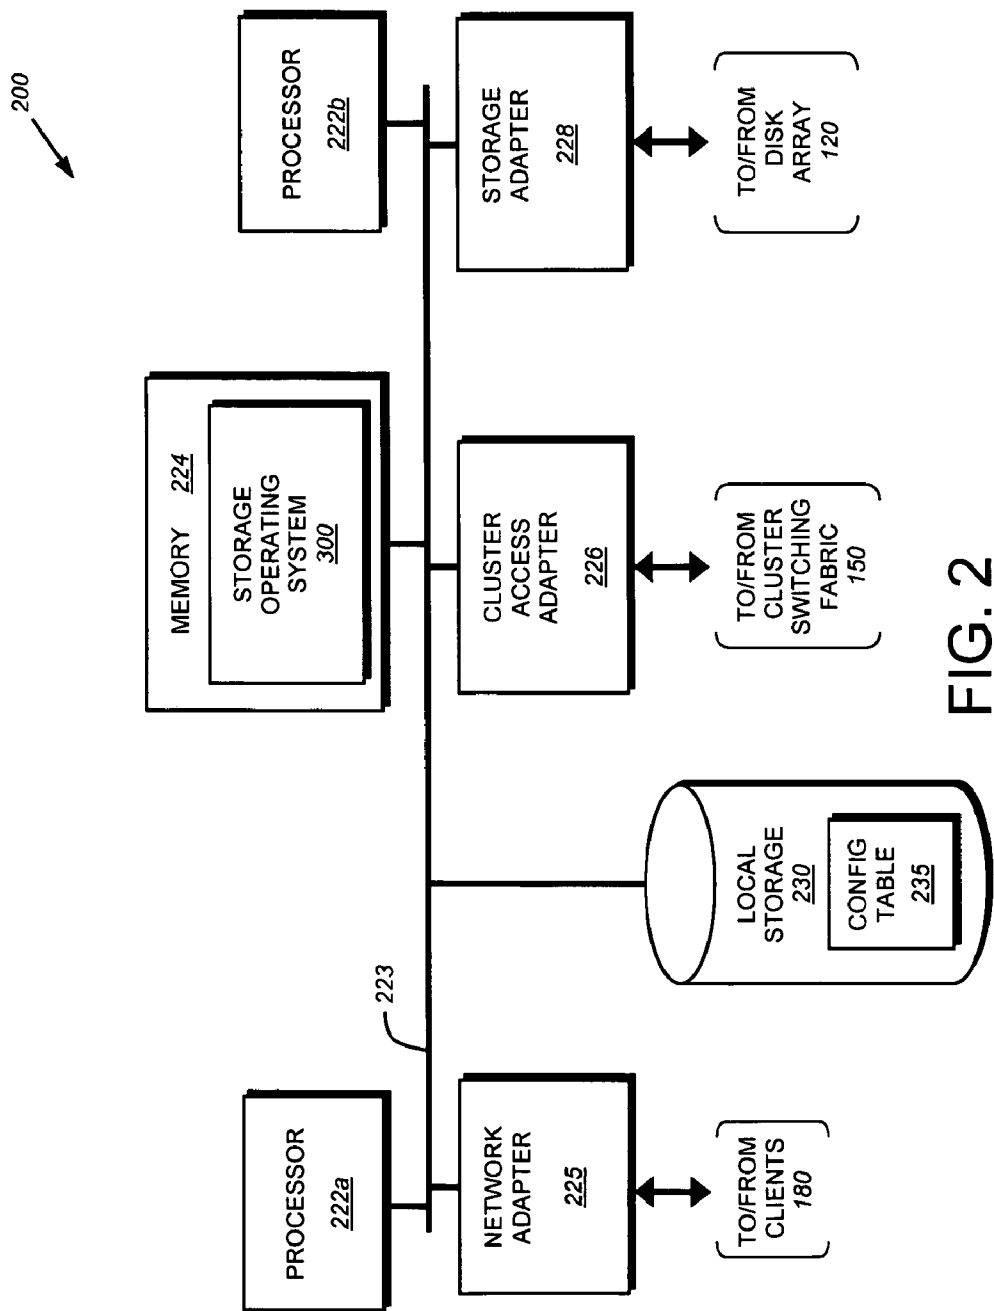 200
PROCESSOR
222a
MEMORY 224
STORAGE
OPERATING
SYSTEM
300
PROCESSOR
222b
223
NETWORK
ADAPTER
225
CLUSTER
ACCESS
ADAPTER
226
STORAGE
ADAPTER
228
TO/FROM
CLIENTS
180
LOCAL
STORAGE
230
CONFIG
TABLE
235
TO/FROM
CLUSTER
SWITCHING
FABRIC
150
TO/FROM
DISK
ARRAY
120
FIG. 2